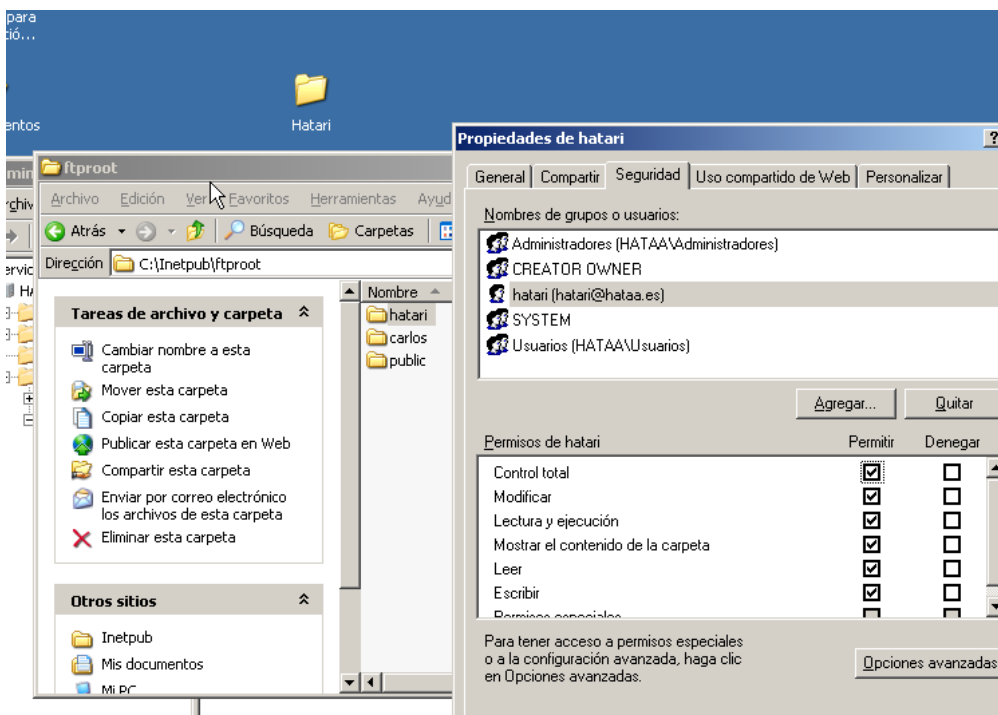 para
ió...
entos
Hatari
ftproot
Archivo Edición Ver Favoritos Herramientas Ayud
Atrás Búsqueda Carpetas
Dirección C:\Inetpub\ftproot
Tareas de archivo y carpeta
Cambiar nombre a esta
carpeta
Mover esta carpeta
Copiar esta carpeta
Publicar esta carpeta en Web
Compartir esta carpeta
Enviar por correo electrónico
los archivos de esta carpeta
Eliminar esta carpeta
Otros sitios
Inetpub
Mis documentos
Mi PC
Nombre
hatari
carlos
public
Propiedades de hatari
General Compartir Seguridad Uso compartido de Web Personalizar
Nombres de grupos o usuarios:
Administradores (HATAA\Administradores)
CREATOR OWNER
hatari (hatari@hataa.es)
SYSTEM
Usuarios (HATAA\Usuarios)
Agregar... Quitar
Permisos de hatari Permitir Denegar
Control total
Modificar
Lectura y ejecución
Mostrar el contenido de la carpeta
Leer
Escribir
Permisos especiales
Para tener acceso a permisos especiales
o a la configuración avanzada, haga clic
en Opciones avanzadas.
Opciones avanzadas